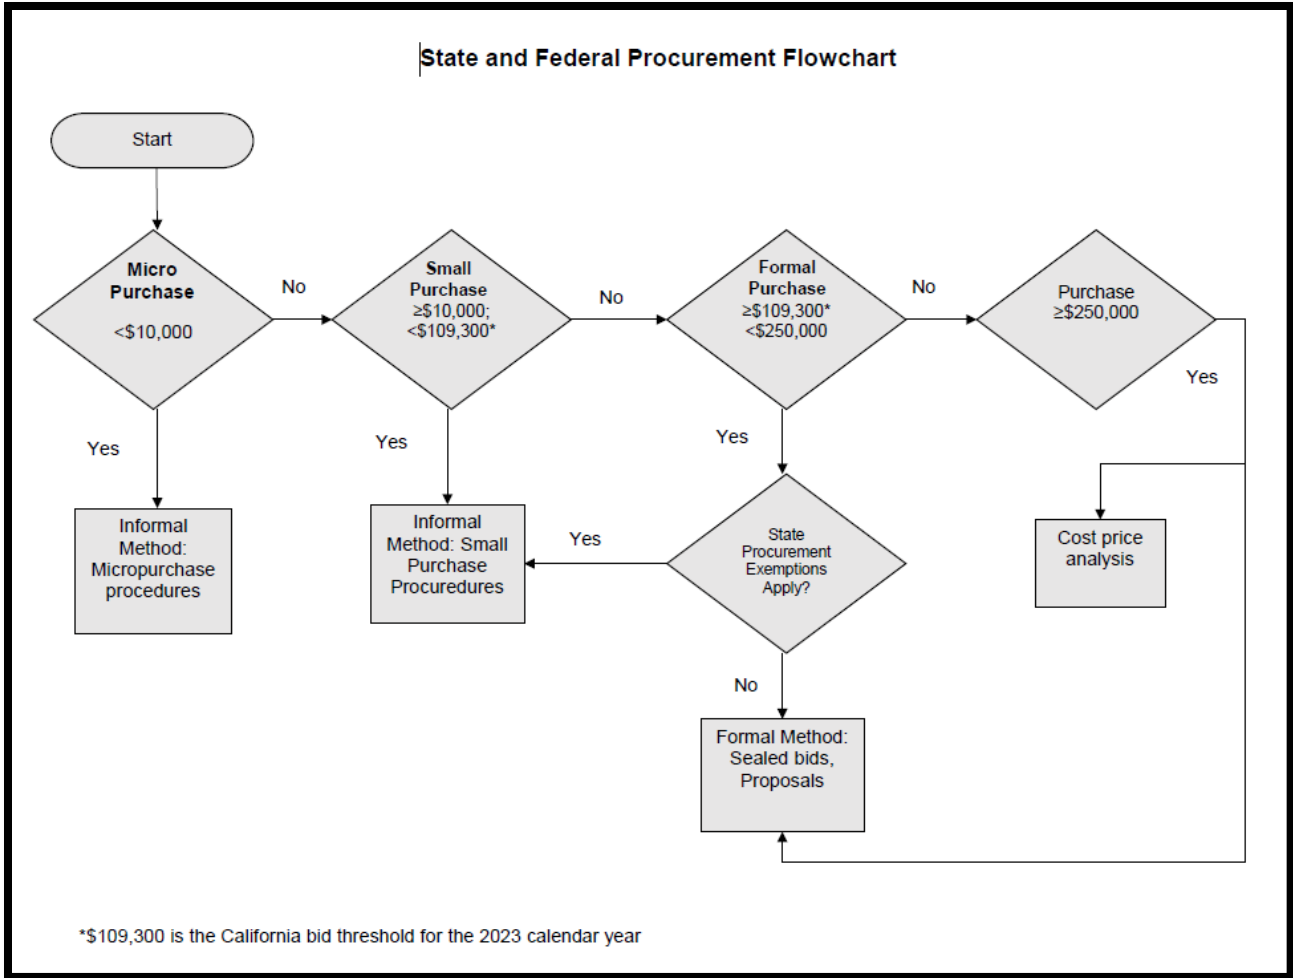 State and Federal Procurement Flowchart
Start
Micro
Purchase
<$10,000
No
Small
Purchase
≥$10,000;
<$109,300*
No
Formal
Purchase
≥$109,300*
<$250,000
No
Purchase
≥$250,000
Yes
Yes
Yes
Yes
Informal
Method:
Micropurchase
procedures
Informal
Method: Small
Purchase
Procuredures
Yes
State
Procurement
Exemptions
Apply?
Cost price
analysis
No
Formal Method:
Sealed bids,
Proposals
*$109,300 is the California bid threshold for the 2023 calendar year